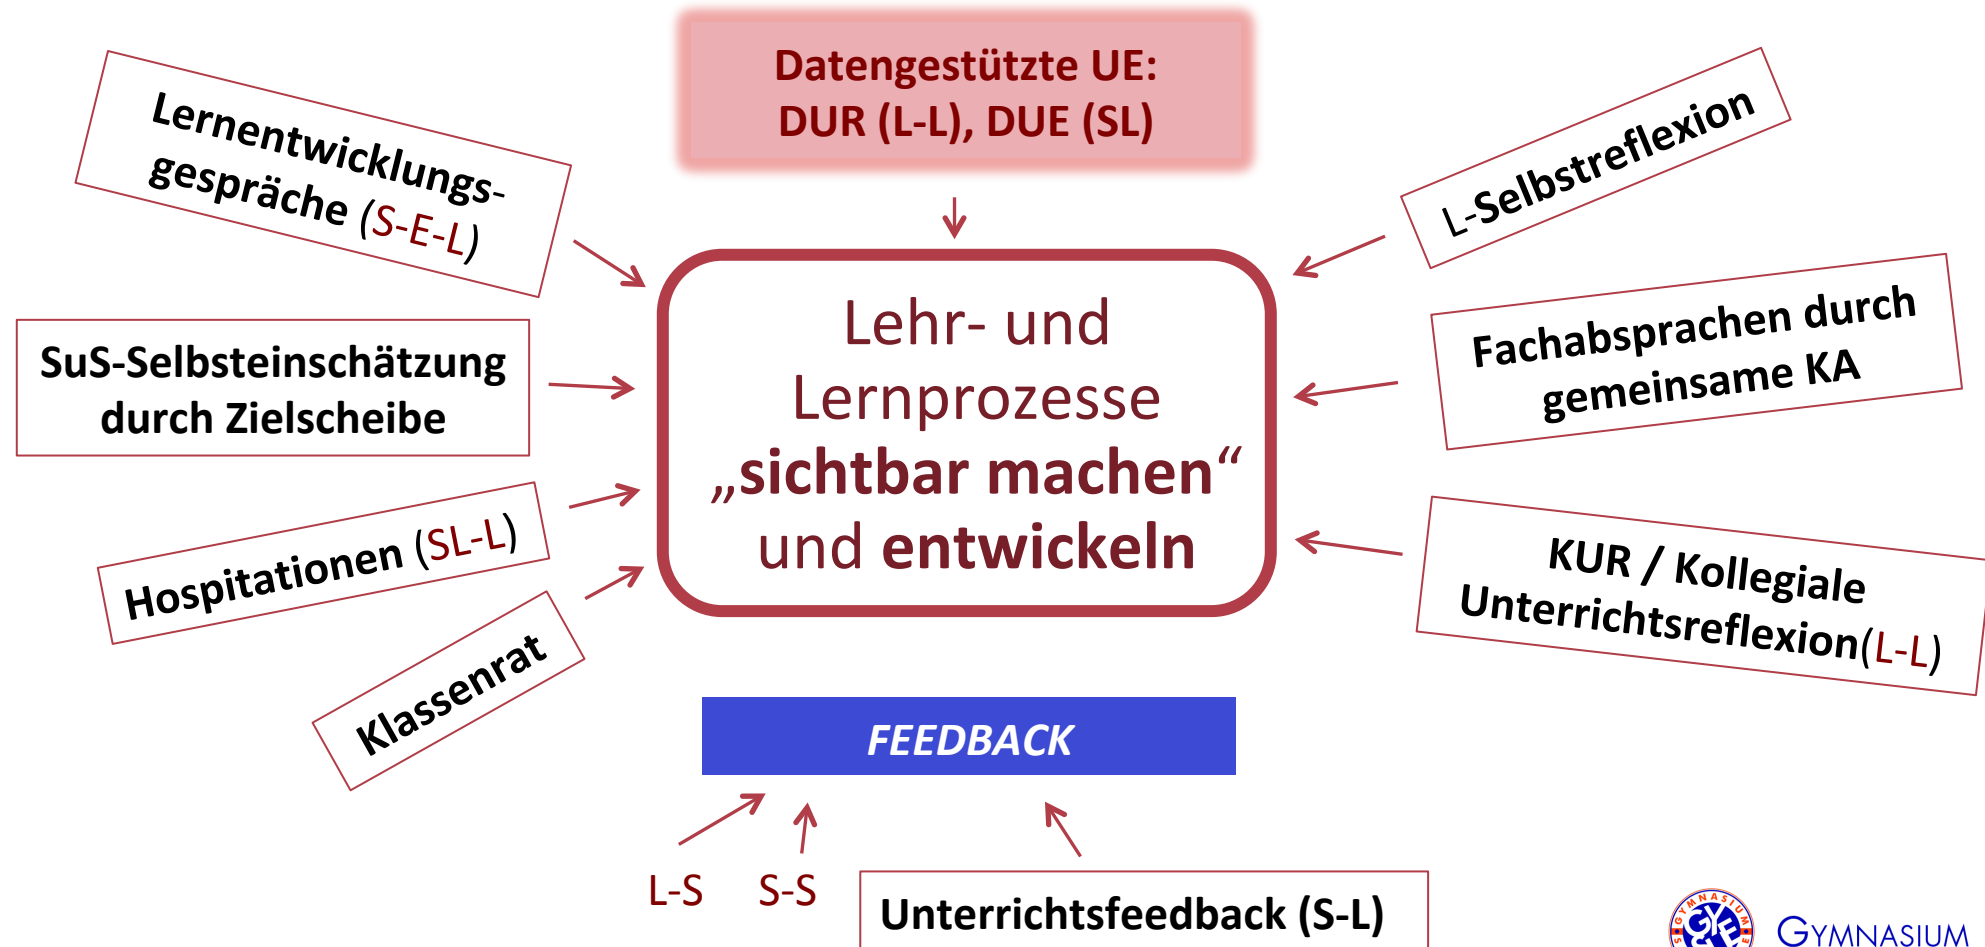 Datengestützte UE:
DUR (L-L), DUE (SL)
Lernentwicklungs-
gespräche (S-E-L)
L-Selbstreflexion
SuS-Selbsteinschätzung
durch Zielscheibe
Lehr- und
Lernprozesse
„sichtbar machen“
und entwickeln
Fachabsprachen durch
gemeinsame KA
Hospitationen (SL-L)
KUR / Kollegiale
Unterrichtsreflexion(L-L)
Klassenrat
FEEDBACK
L-S
S-S
Unterrichtsfeedback (S-L)
GYMNASIUM
GYMNASIUM